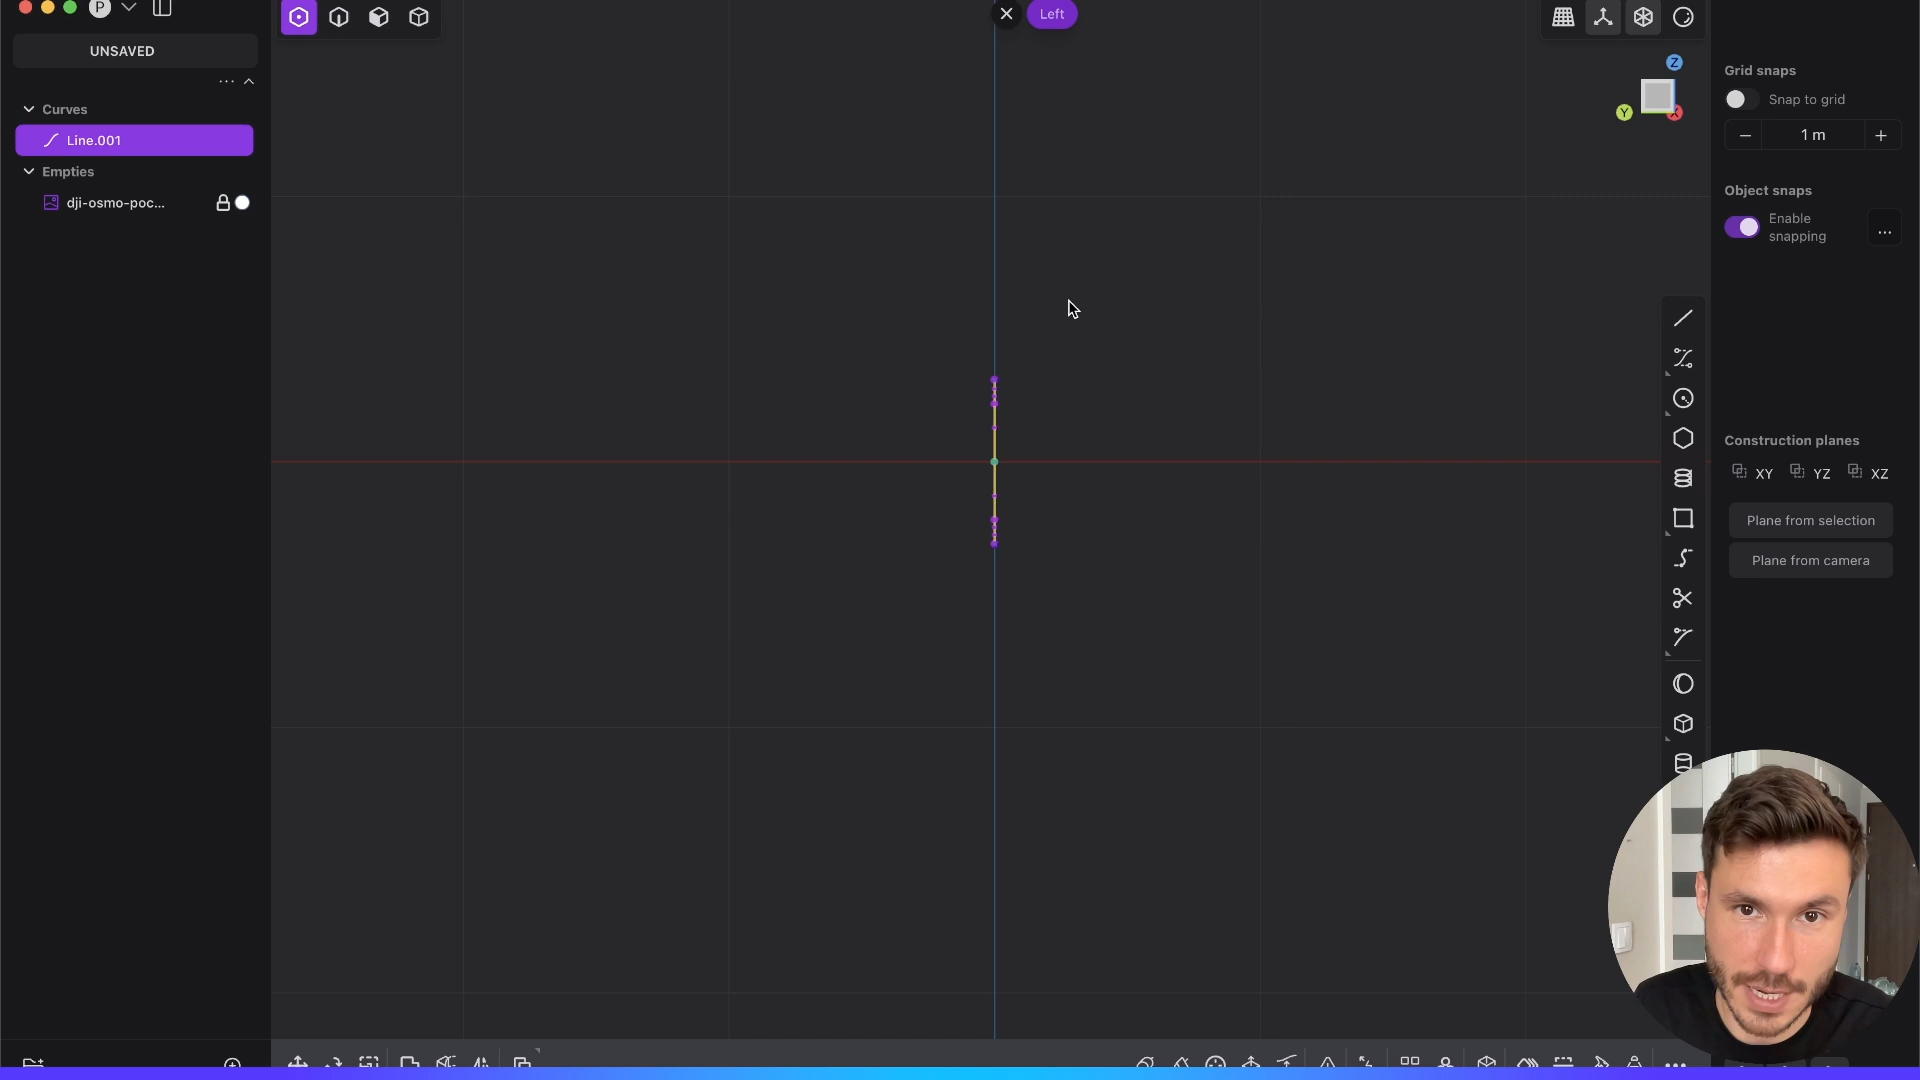 P
UNSAVED
Curves
Line.001
Empties
dji-osmo-poc...
Left
Z
Y
X
Grid snaps
Snap to grid
1 m
Object snaps
Enable
snapping
Construction planes
XY YZ XZ
Plane from selection
Plane from camera